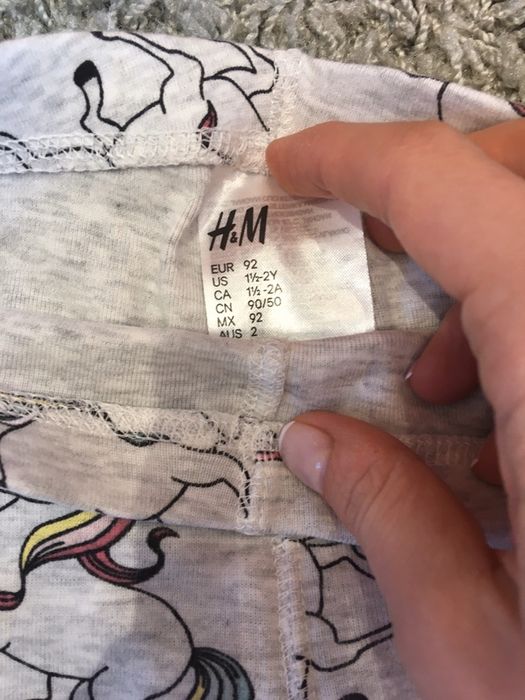 H&M
EUR 92
US 1½-2Y
CA 1½-2A
CN 90/50
MX 92
AUS 2